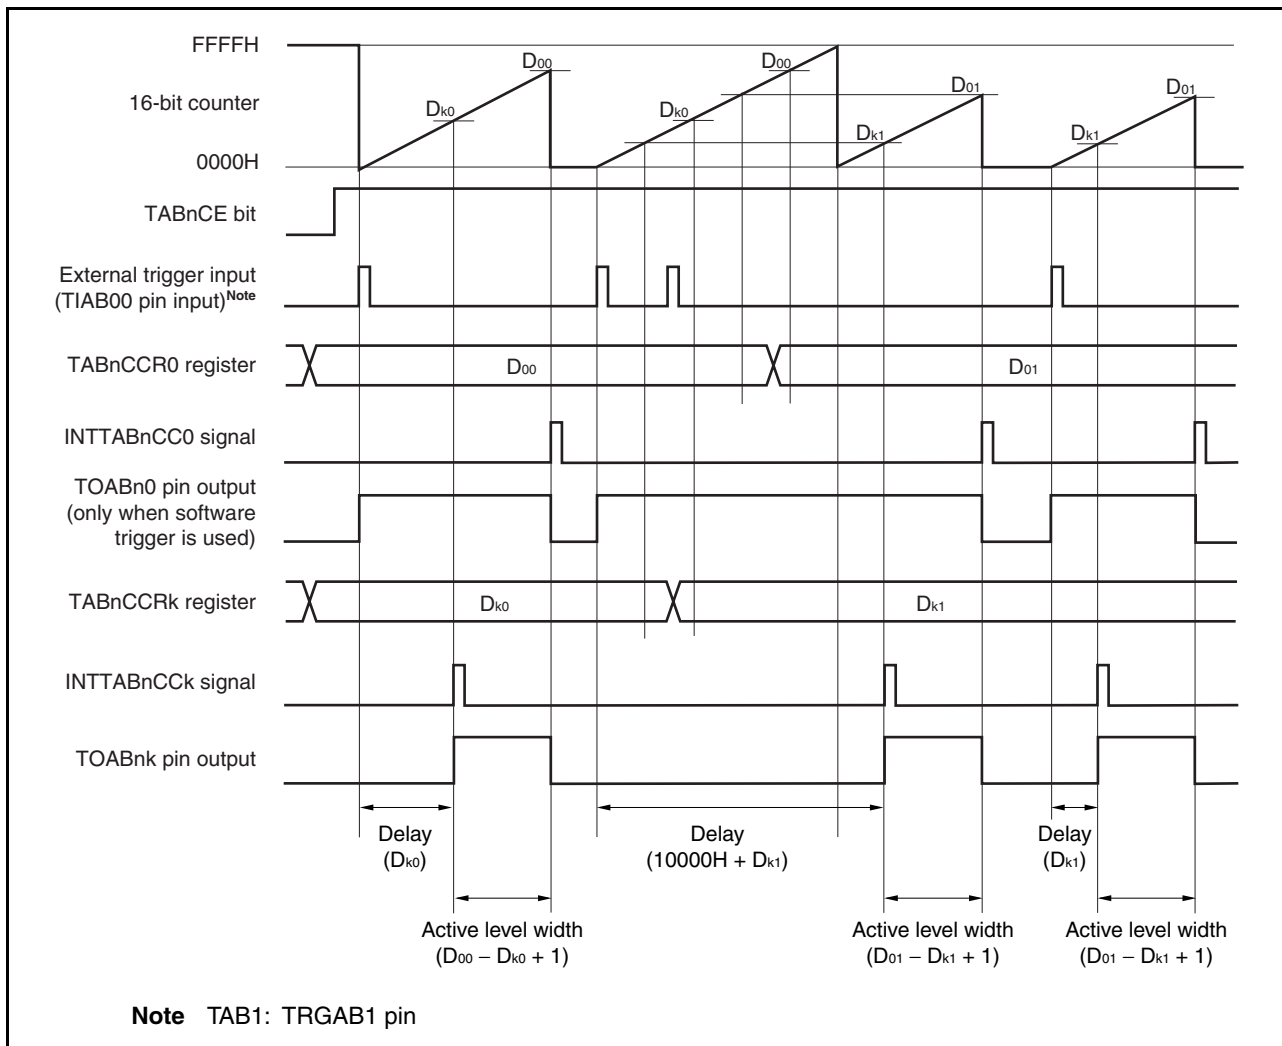 FFFFH
D00
D00
16-bit counter
Dk0
Dk0
D01
D01
Dk1
Dk1
0000H
TABnCE bit
External trigger input
(TIAB00 pin input)Note
TABnCCR0 register
D00
D01
INTTABnCC0 signal
TOABn0 pin output
(only when software
trigger is used)
TABnCCRk register
Dk0
Dk1
INTTABnCCk signal
TOABnk pin output
Delay
(Dk0)
Delay
(10000H + Dk1)
Delay
(Dk1)
Active level width
(D00 − Dk0 + 1)
Active level width
(D01 − Dk1 + 1)
Active level width
(D01 − Dk1 + 1)
Note TAB1: TRGAB1 pin